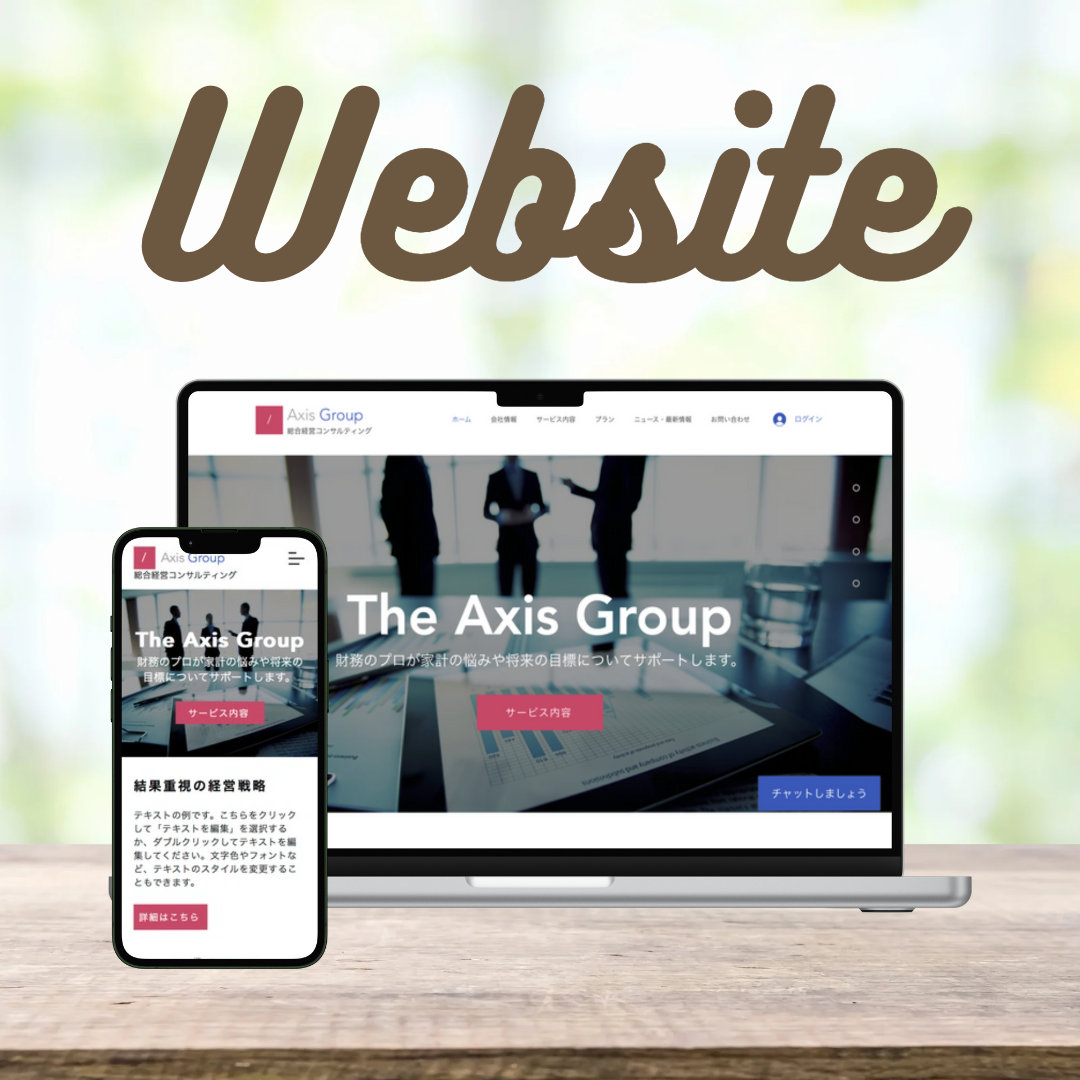 Website
Axis Group
総合経営コンサルティング
ホーム 会社情報 サービス内容 プラン ニュース・最新情報 お問い合わせ ログイン
The Axis Group
財務のプロが家計の悩みや将来の目標についてサポートします。
サービス内容
Business activity of company and subdivisions
チャットしましょう
Axis Group
総合経営コンサルティング
The Axis Group
財務のプロが家計の悩みや将来の
目標についてサポートします。
サービス内容
結果重視の経営戦略
テキストの例です。こちらをクリック
して「テキストを編集」を選択する
か、ダブルクリックしてテキストを編
集してください。文字色やフォントな
ど、テキストのスタイルを変更するこ
ともできます。
詳細はこちら